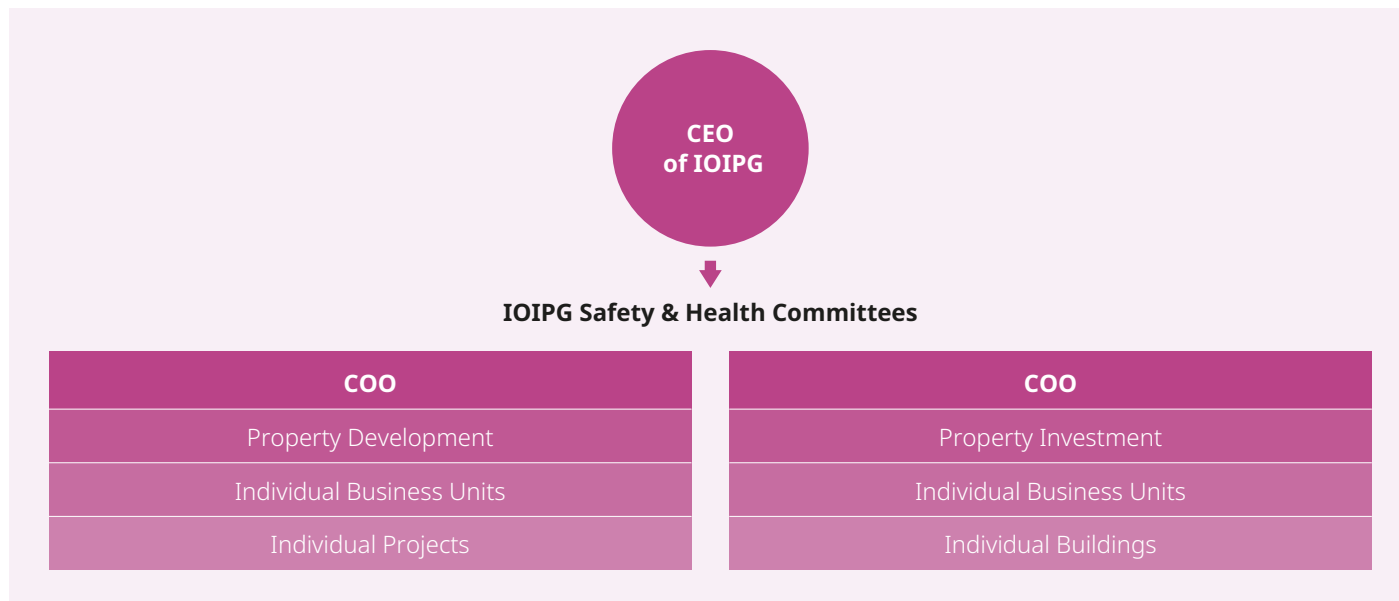 CEO
of IOIPG
IOIPG Safety & Health Committees
COO
Property Development
Individual Business Units
Individual Projects
COO
Property Investment
Individual Business Units
Individual Buildings